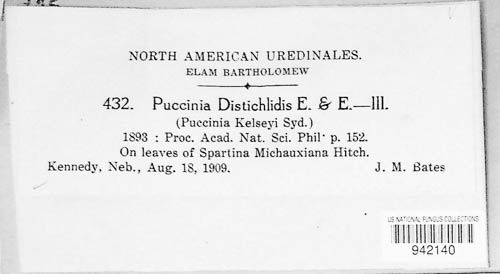 NORTH AMERICAN UREDINALES.
ELAM BARTHOLOMEW
432. Puccinia Distichlidis E. & E.—III.
(Puccinia Kelseyi Syd.)
1893 : Proc. Acad. Nat. Sci. Phil· p. 152.
On leaves of Spartina Michauxiana Hitch.
Kennedy, Neb., Aug. 18, 1909. J. M. Bates
US NATIONAL FUNGUS COLLECTIONS
942140